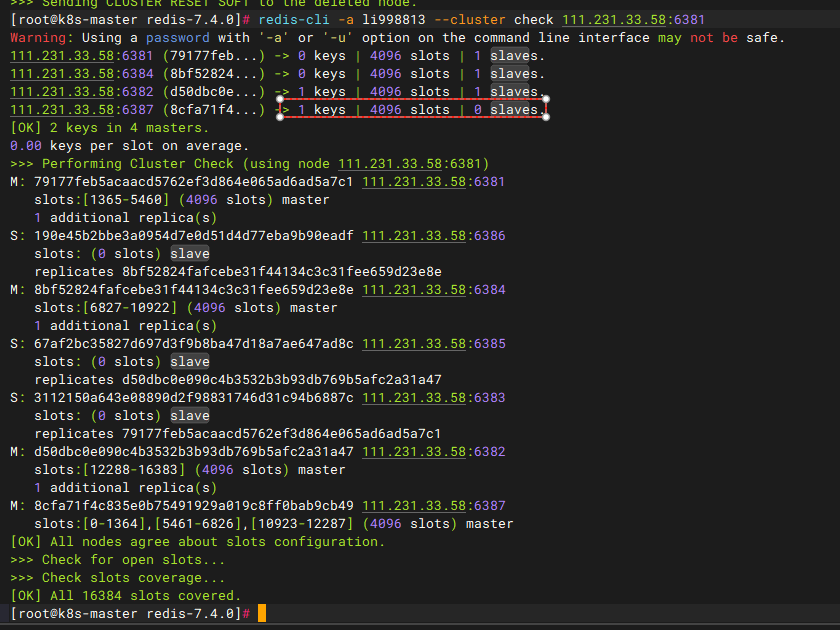 >>> Sending CLUSTER RESET SOFT to the deleted node.
[root@k8s-master redis-7.4.0]# redis-cli -a li998813 --cluster check 111.231.33.58:6381
Warning: Using a password with '-a' or '-u' option on the command line interface may not be safe.
111.231.33.58:6381 (79177feb...) -> 0 keys | 4096 slots | 1 slaves.
111.231.33.58:6384 (8bf52824...) -> 0 keys | 4096 slots | 1 slaves.
111.231.33.58:6382 (d50dbc0e...) -> 1 keys | 4096 slots | 1 slaves.
111.231.33.58:6387 (8cfa71f4...) -> 1 keys | 4096 slots | 0 slaves.
[OK] 2 keys in 4 masters.
0.00 keys per slot on average.
>>> Performing Cluster Check (using node 111.231.33.58:6381)
M: 79177feb5acaacd5762ef3d864e065ad6ad5a7c1 111.231.33.58:6381
slots:[1365-5460] (4096 slots) master
1 additional replica(s)
S: 190e45b2bbe3a0954d7e0d51d4d77eba9b90eadf 111.231.33.58:6386
slots: (0 slots) slave
replicates 8bf52824fafcebe31f44134c3c31fee659d23e8e
M: 8bf52824fafcebe31f44134c3c31fee659d23e8e 111.231.33.58:6384
slots:[6827-10922] (4096 slots) master
1 additional replica(s)
S: 67af2bc35827d697d3f9b8ba47d18a7ae647ad8c 111.231.33.58:6385
slots: (0 slots) slave
replicates d50dbc0e090c4b3532b3b93db769b5afc2a31a47
S: 3112150a643e08890d2f98831746d31c94b6887c 111.231.33.58:6383
slots: (0 slots) slave
replicates 79177feb5acaacd5762ef3d864e065ad6ad5a7c1
M: d50dbc0e090c4b3532b3b93db769b5afc2a31a47 111.231.33.58:6382
slots:[12288-16383] (4096 slots) master
1 additional replica(s)
M: 8cfa71f4c835e0b75491929a019c8ff0bab9cb49 111.231.33.58:6387
slots:[0-1364],[5461-6826],[10923-12287] (4096 slots) master
[OK] All nodes agree about slots configuration.
>>> Check for open slots...
>>> Check slots coverage...
[OK] All 16384 slots covered.
[root@k8s-master redis-7.4.0]#